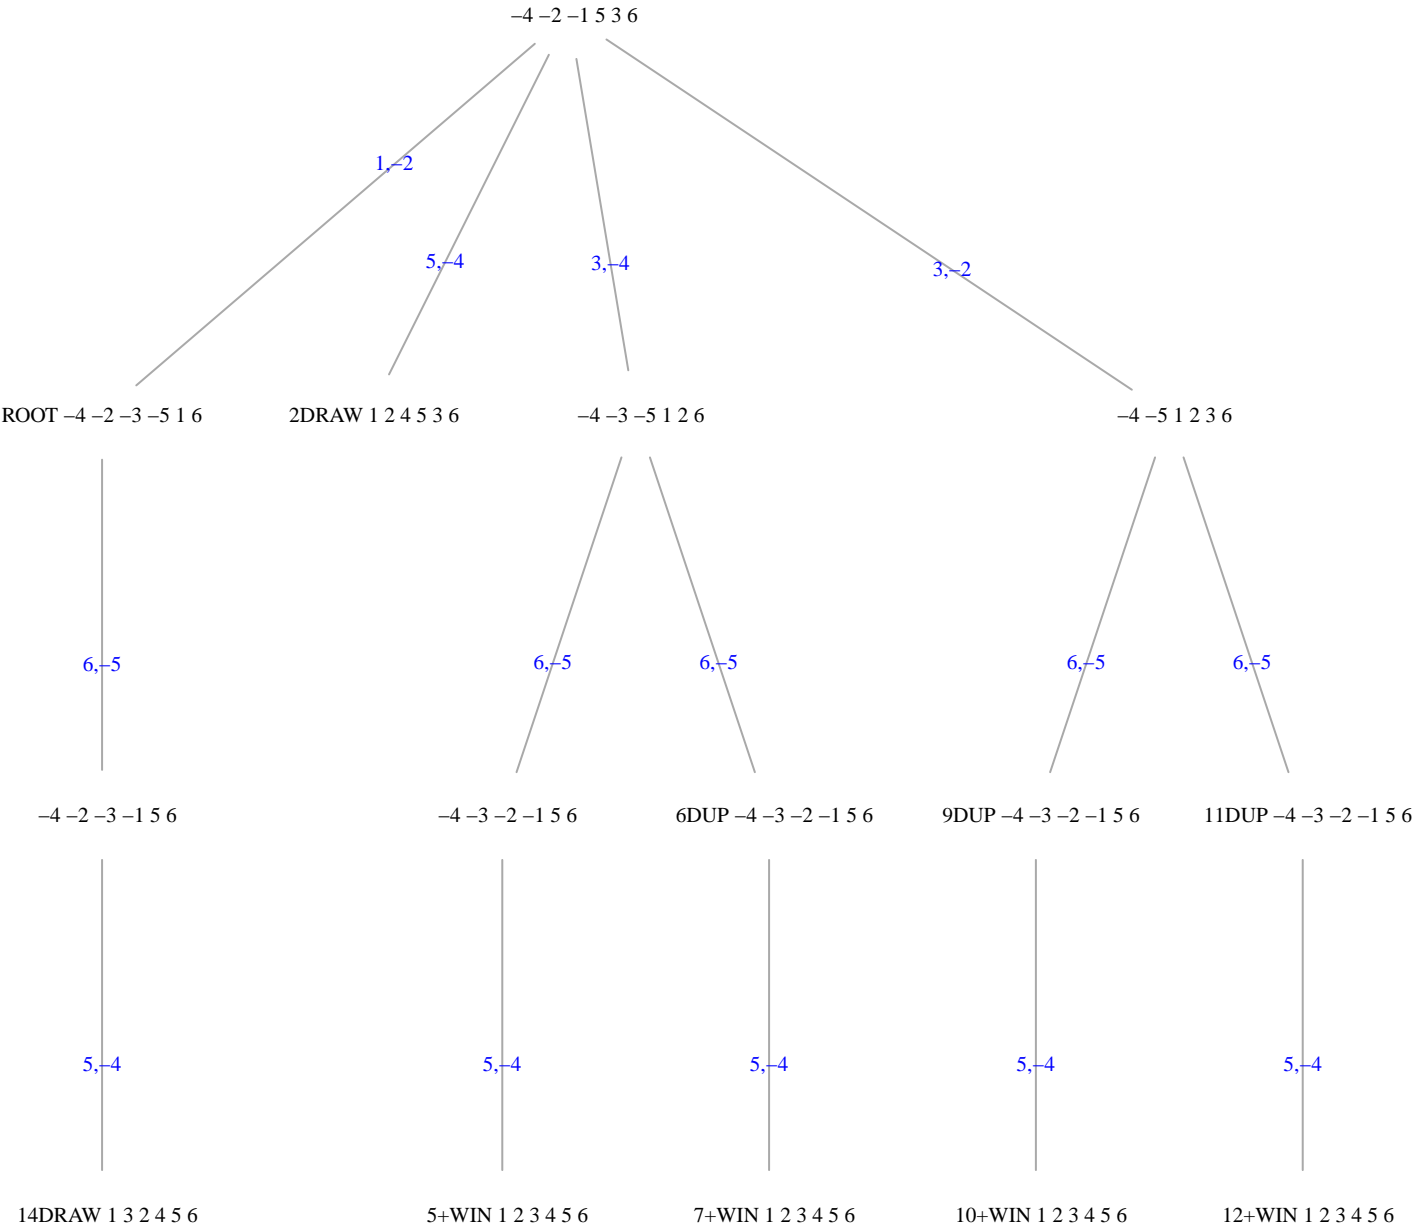 −4 −2 −1 5 3 6
1,−2
5,−4
3,−4
3,−2
ROOT −4 −2 −3 −5 1 6
2DRAW 1 2 4 5 3 6
−4 −3 −5 1 2 6
−4 −5 1 2 3 6
6,−5
6,−5
6,−5
6,−5
6,−5
−4 −2 −3 −1 5 6
−4 −3 −2 −1 5 6
6DUP −4 −3 −2 −1 5 6
9DUP −4 −3 −2 −1 5 6
11DUP −4 −3 −2 −1 5 6
5,−4
5,−4
5,−4
5,−4
5,−4
14DRAW 1 3 2 4 5 6
5+WIN 1 2 3 4 5 6
7+WIN 1 2 3 4 5 6
10+WIN 1 2 3 4 5 6
12+WIN 1 2 3 4 5 6